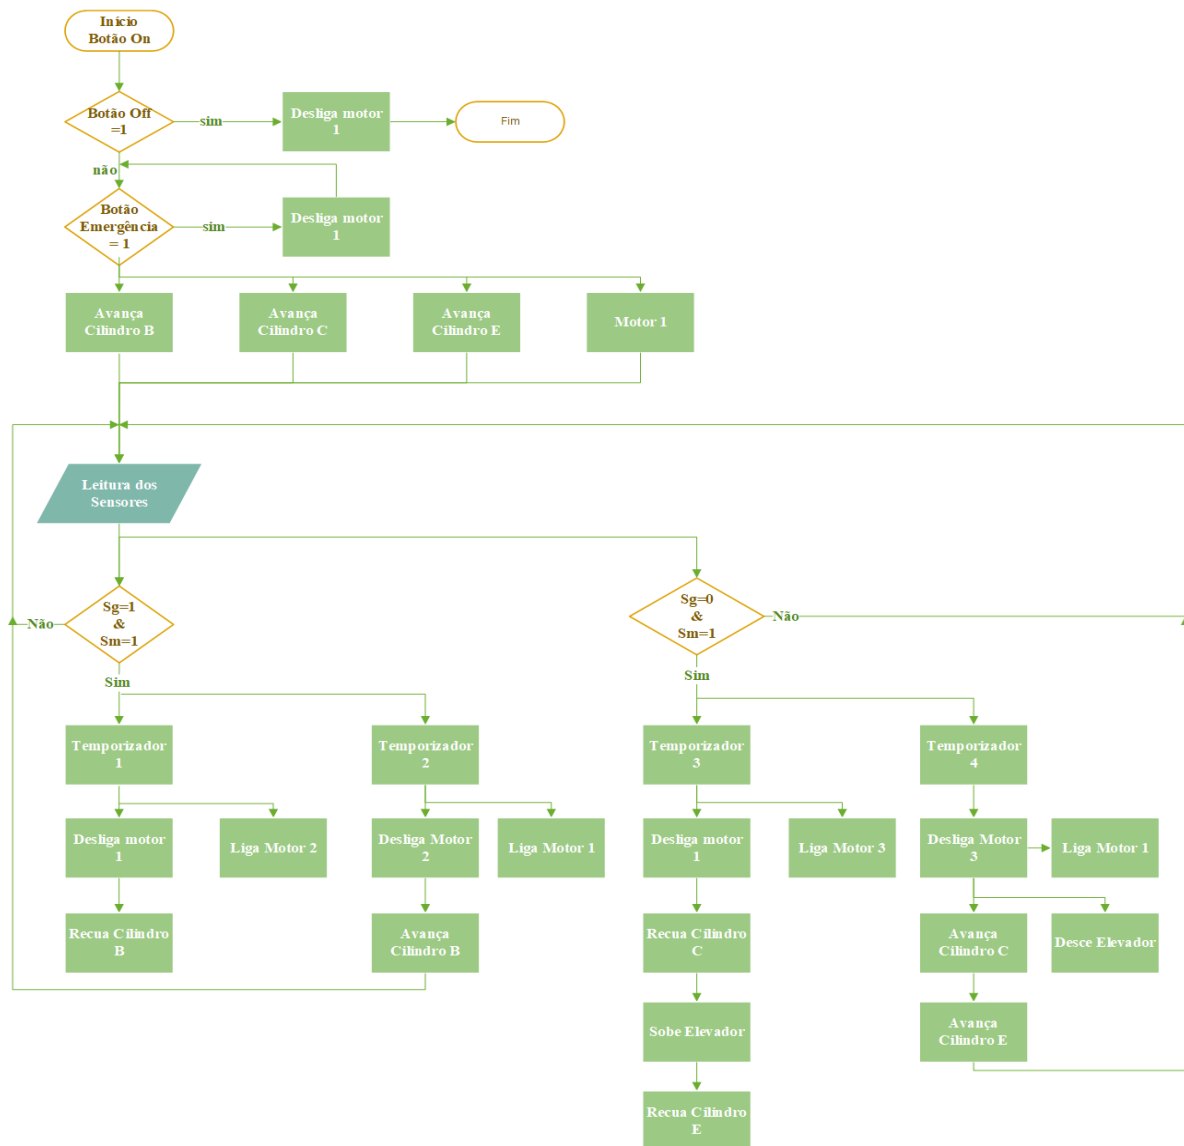 Início
Botão On
Botão Off
=1
sim
Desliga motor
1
Fim
não
Botão
Emergência
= 1
sim
Desliga motor
1
Avança
Cilindro B
Avança
Cilindro C
Avança
Cilindro E
Motor 1
Leitura dos
Sensores
Sg=1
&
Sm=1
Não
Sg=0
&
Sm=1
Não
Sim
Sim
Temporizador
1
Temporizador
2
Temporizador
3
Temporizador
4
Desliga motor
1
Liga Motor 2
Desliga Motor
2
Liga Motor 1
Desliga motor
1
Liga Motor 3
Desliga Motor
3
Liga Motor 1
Recua Cilindro
B
Avança
Cilindro B
Recua Cilindro
C
Avança
Cilindro C
Desce Elevador
Sobe Elevador
Avança
Cilindro E
Recua Cilindro
E